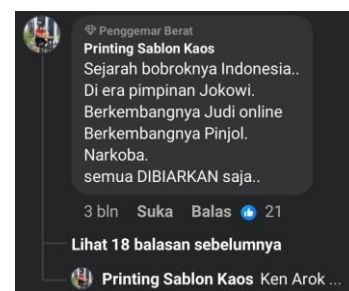 Penggemar Berat
Printing Sablon Kaos
Sejarah bobroknya Indonesia..
Di era pimpinan Jokowi.
Berkembangnya Judi online
Berkembangnya Pinjol.
Narkoba.
semua DIBIARKAN saja..
3 bln Suka Balas 21
Lihat 18 balasan sebelumnya
Printing Sablon Kaos Ken Arok ...